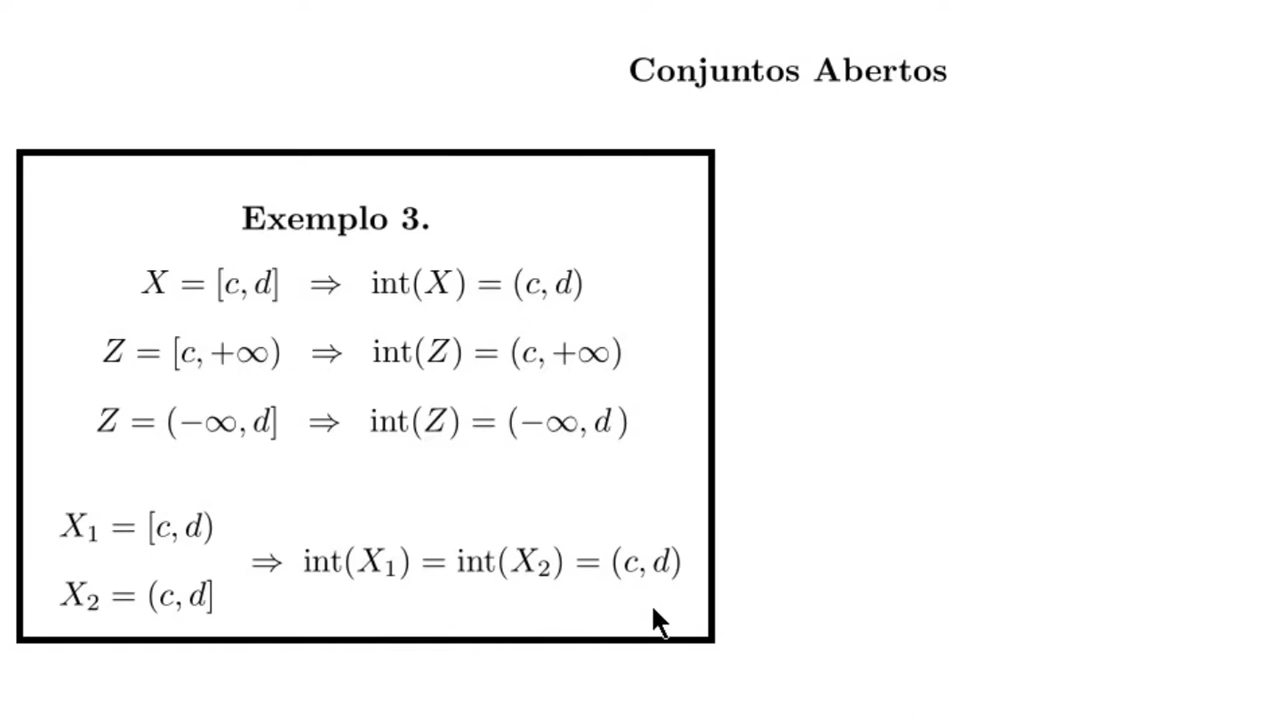 Conjuntos Abertos
Exemplo 3.
X = [c, d] ⇒ int(X) = (c, d)
Z = [c, +∞) ⇒ int(Z) = (c, +∞)
Z = (−∞, d] ⇒ int(Z) = (−∞, d)
X₁ = [c, d)
⇒ int(X₁) = int(X₂) = (c, d)
X₂ = (c, d]